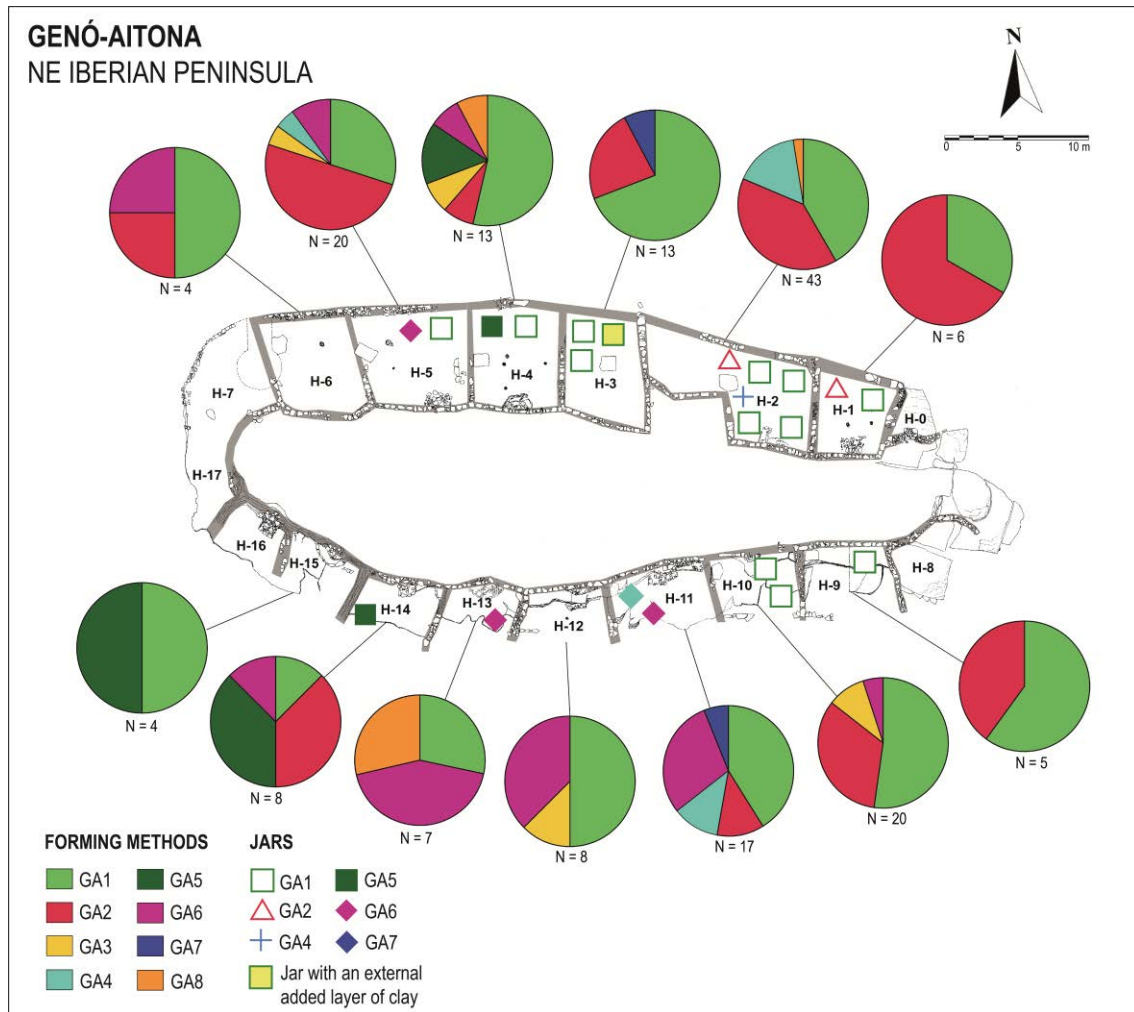 GENÓ-AITONA
NE IBERIAN PENINSULA
N
0 5 10 m
N = 4
N = 20
N = 13
N = 13
N = 43
N = 6
H-7
H-6
H-5
H-4
H-3
H-2
H-1
H-0
H-17
H-16
H-15
H-14
H-13
H-12
H-11
H-10
H-9
H-8
N = 4
N = 8
N = 7
N = 8
N = 17
N = 20
N = 5
FORMING METHODS
GA1 GA5
GA2 GA6
GA3 GA7
GA4 GA8
JARS
GA1 GA5
GA2 GA6
GA4 GA7
Jar with an external
added layer of clay